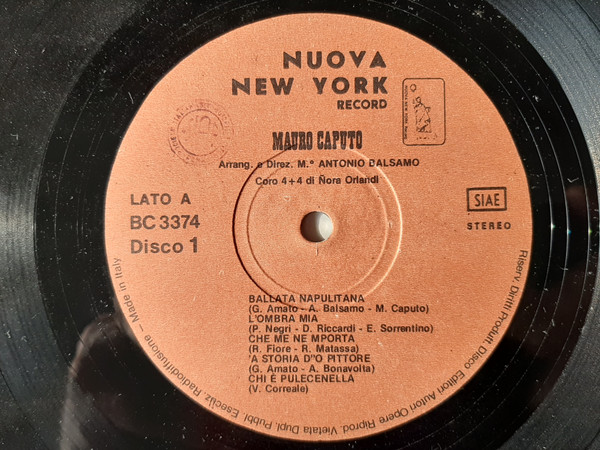 NUOVA
NEW YORK
RECORD
MAURO CAPUTO
Arrang. e Direz. M.° ANTONIO BALSAMO
Coro 4+4 di Ñora Orlandi
LATO A
BC 3374
Disco 1
SIAE
STEREO
BALLATA NAPULITANA
(G. Amato - A. Balsamo - M. Caputo)
L'OMBRA MIA
(P. Negri - D. Riccardi - E. Sorrentino)
CHE ME NE MPORTA
(R. Fiore - R. Matassa)
'A STORIA D''O PITTORE
(G. Amato - A. Bonavolta)
CHI È PULECENELLA
(V. Correale)
Riserv. Diritti Produtt. Disco Editori Autori Opere Riprod. Vietata Dupl. Pubbl. Esecuz. Radiodiffusione – Made in Italy